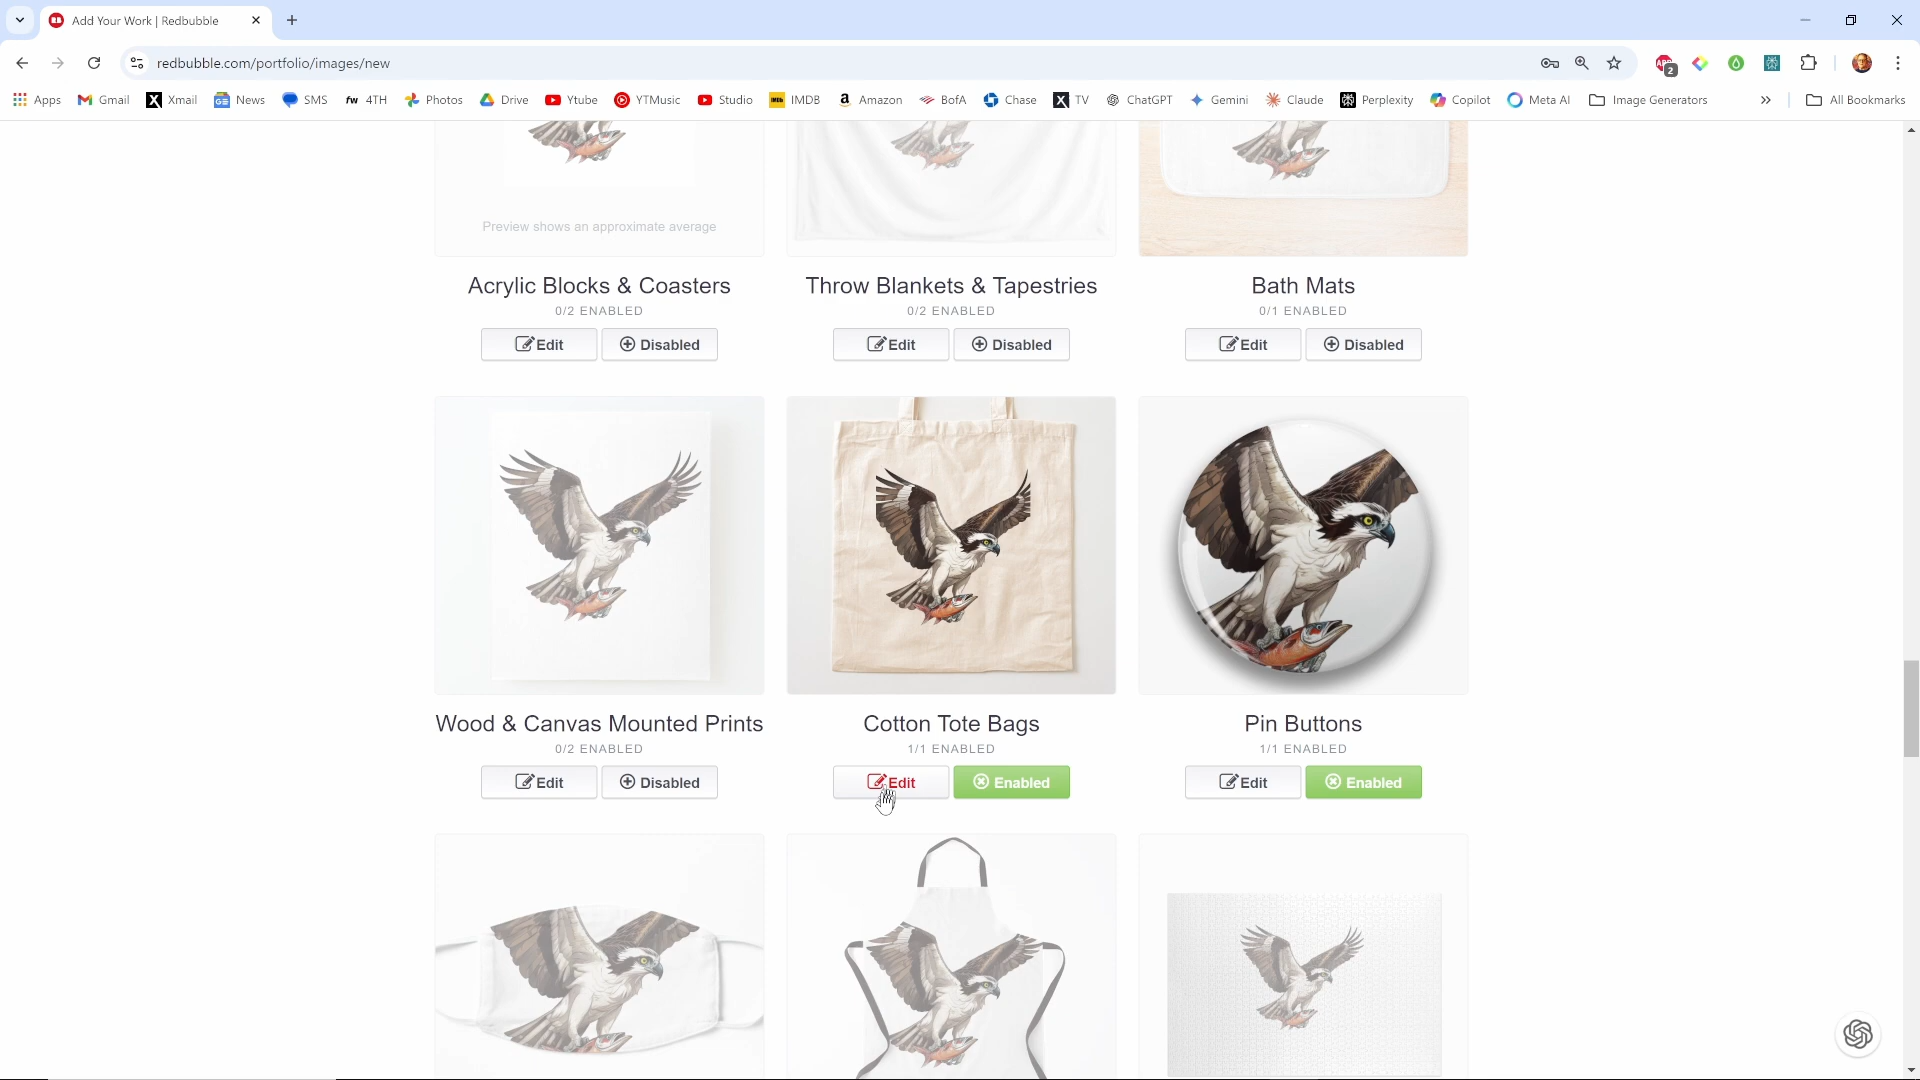 Add Your Work | Redbubble
redbubble.com/portfolio/images/new
ABP 2
Apps Gmail Xmail News SMS fw 4TH Photos Drive Ytube YTMusic Studio IMDb IMDB Amazon BofA Chase TV ChatGPT Gemini Claude Perplexity Copilot Meta AI Image Generators » All Bookmarks
Preview shows an approximate average
Acrylic Blocks & Coasters
0/2 ENABLED
Edit Disabled
Throw Blankets & Tapestries
0/2 ENABLED
Edit Disabled
Bath Mats
0/1 ENABLED
Edit Disabled
Wood & Canvas Mounted Prints
0/2 ENABLED
Edit Disabled
Cotton Tote Bags
1/1 ENABLED
Edit Enabled
Pin Buttons
1/1 ENABLED
Edit Enabled